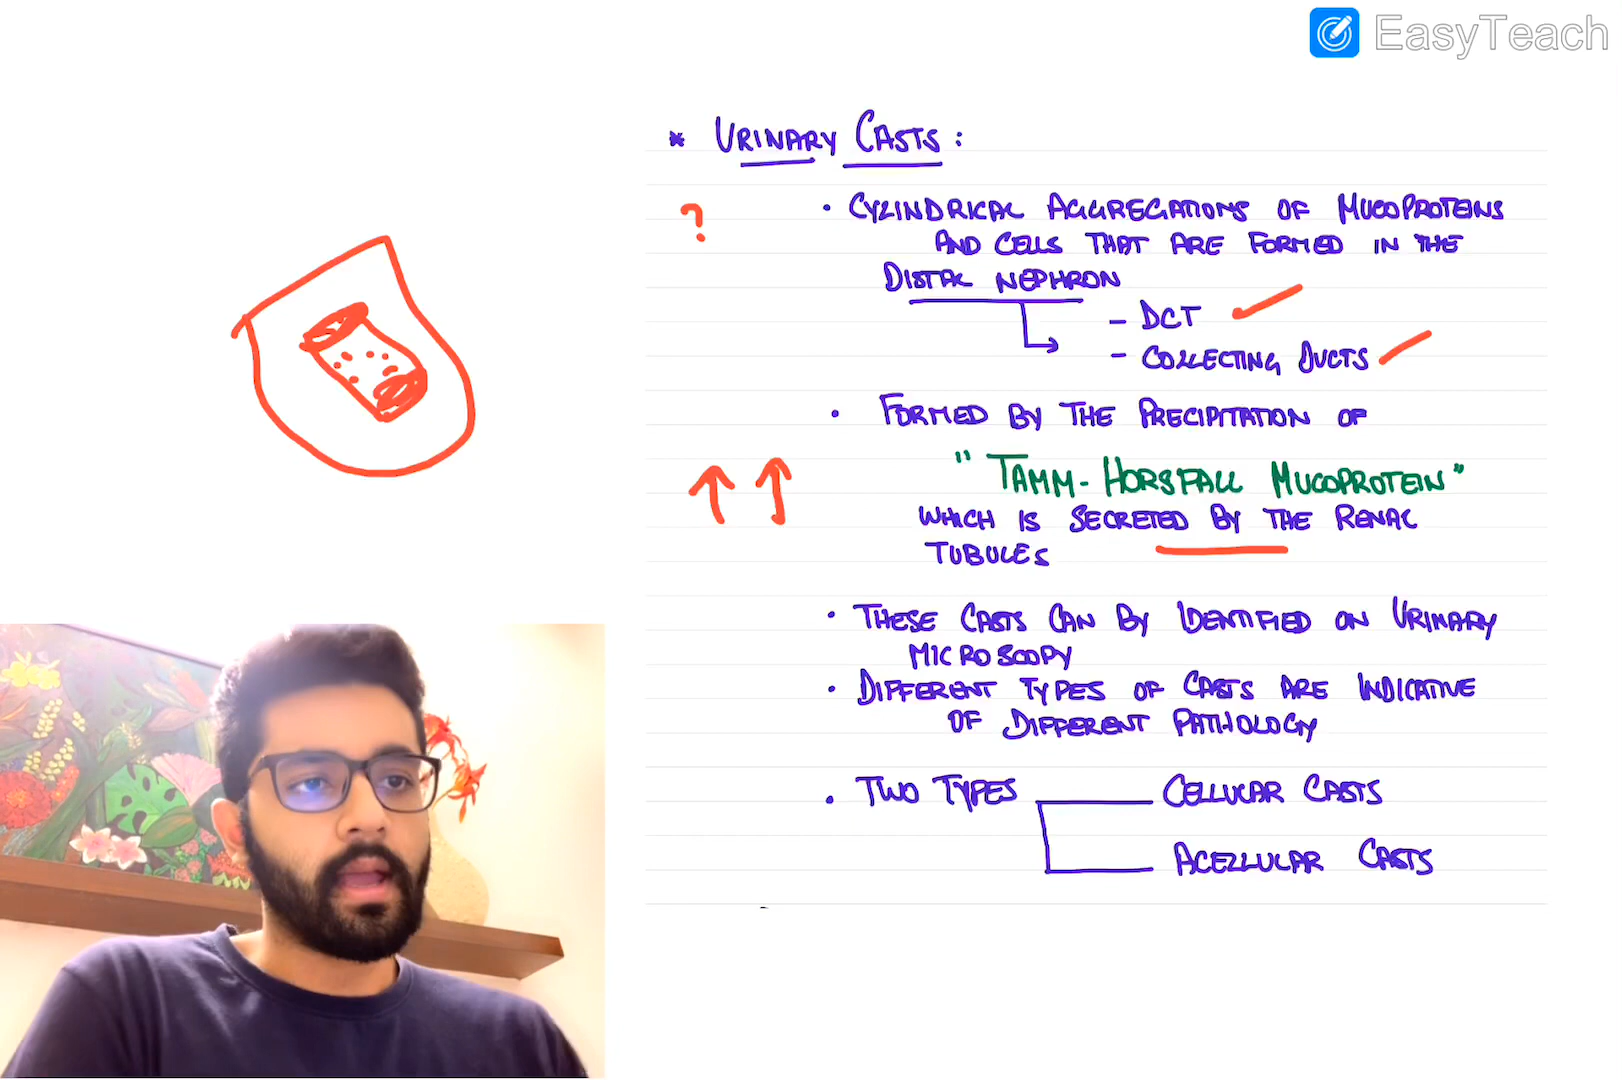 EasyTeach
* URINARY CASTS:
?
• CYLINDRICAL AGGREGATIONS OF MUCOPROTEINS
AND CELLS THAT ARE FORMED IN THE
DISTAL NEPHRON
- DCT
- COLLECTING DUCTS
• FORMED BY THE PRECIPITATION OF
"TAMM-HORSFALL MUCOPROTEIN"
WHICH IS SECRETED BY THE RENAL
TUBULES
• THESE CASTS CAN BY IDENTIFIED ON URINARY
MICROSCOPY
• DIFFERENT TYPES OF CASTS ARE INDICATIVE
OF DIFFERENT PATHOLOGY
• TWO TYPES
CELLULAR CASTS
ACELLULAR CASTS